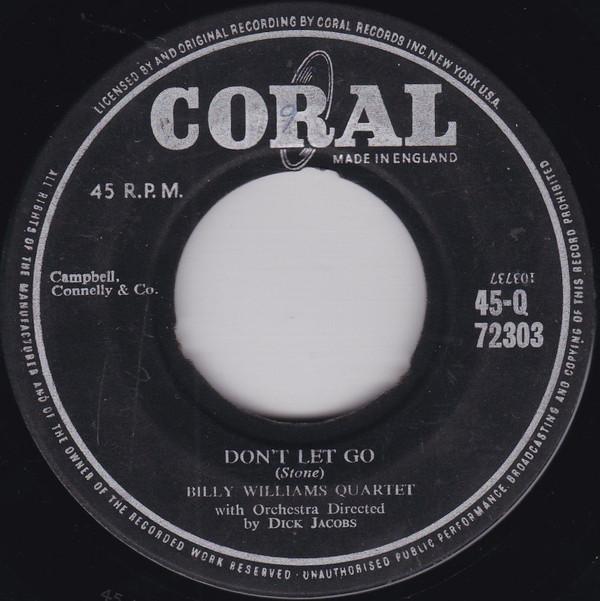 LICENSED BY AND ORIGINAL RECORDING BY CORAL RECORDS INC. NEW YORK U.S.A.
CORAL
9
MADE IN ENGLAND
45 R.P.M.
Campbell,
Connelly & Co.
103737
45-Q
72303
DON'T LET GO
(Stone)
BILLY WILLIAMS QUARTET
with Orchestra Directed
by DICK JACOBS
ALL RIGHTS OF THE MANUFACTURER AND OF THE OWNER OF THE RECORDED WORK RESERVED · UNAUTHORISED PUBLIC PERFORMANCE, BROADCASTING AND COPYING OF THIS RECORD PROHIBITED
45